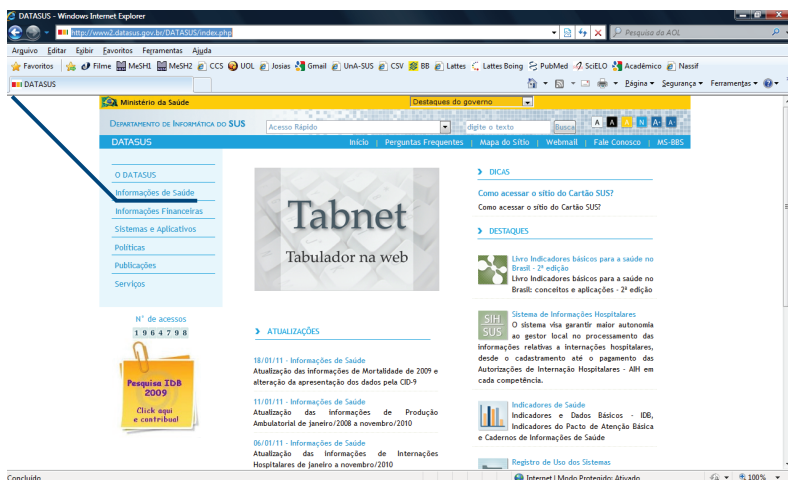 DATASUS - Windows Internet Explorer
http://www2.datasus.gov.br/DATASUS/index.php
Pesquisa da AOL
Arquivo Editar Egibir Favoritos Ferramentas Ajuda
Favoritos Filme MeSH1 MeSH2 CCS UOL Josias Gmail UnA-SUS CSV BB Lattes Lattes Boing PubMed SciELO Acadêmico Nassif
DATASUS
Página Segurança Ferramentas
Ministério da Saúde
Destaques do governo
DEPARTAMENTO DE INFORMÁTICA DO SUS
Acesso Rápido
digite o texto
Busca
A A A N A+ A-
DATASUS
Início | Perguntas Frequentes | Mapa do Sítio | Webmail | Fale Conosco | MS-BBS
O DATASUS
Informações de Saúde
Informações Financeiras
Sistemas e Aplicativos
Políticas
Publicações
Serviços
N° de acessos
1 9 6 4 7 9 8
Pesquisa IDB
2009
Click aqui
e contribua!
Tabnet
Tabulador na web
ATUALIZAÇÕES
18/01/11 - Informações de Saúde
Atualização das informações de Mortalidade de 2009 e
alteração da apresentação dos dados pela CID-9
11/01/11 - Informações de Saúde
Atualização das informações de Produção
Ambulatorial de janeiro/2008 a novembro/2010
06/01/11 - Informações de Saúde
Atualização das informações de Internações
Hospitalares de janeiro a novembro/2010
DICAS
Como acessar o sítio do Cartão SUS?
Como acessar o sítio do Cartão SUS?
DESTAQUES
Livro Indicadores básicos para a saúde no
Brasil - 2ª edição
Livro Indicadores básicos para a saúde no
Brasil: conceitos e aplicações - 2ª edição
SIH
SUS
Sistema de Informações Hospitalares
O sistema visa garantir maior autonomia
ao gestor local no processamento das
informações relativas a internações hospitalares,
desde o cadastramento até o pagamento das
Autorizações de Internação Hospitalares - AIH em
cada competência.
Indicadores de Saúde
Indicadores e Dados Básicos - IDB,
Indicadores do Pacto de Atenção Básica
e Cadernos de Informações de Saúde
Registro de Uso dos Sistemas
Concluído
Internet | Modo Protegido: Ativado
100%